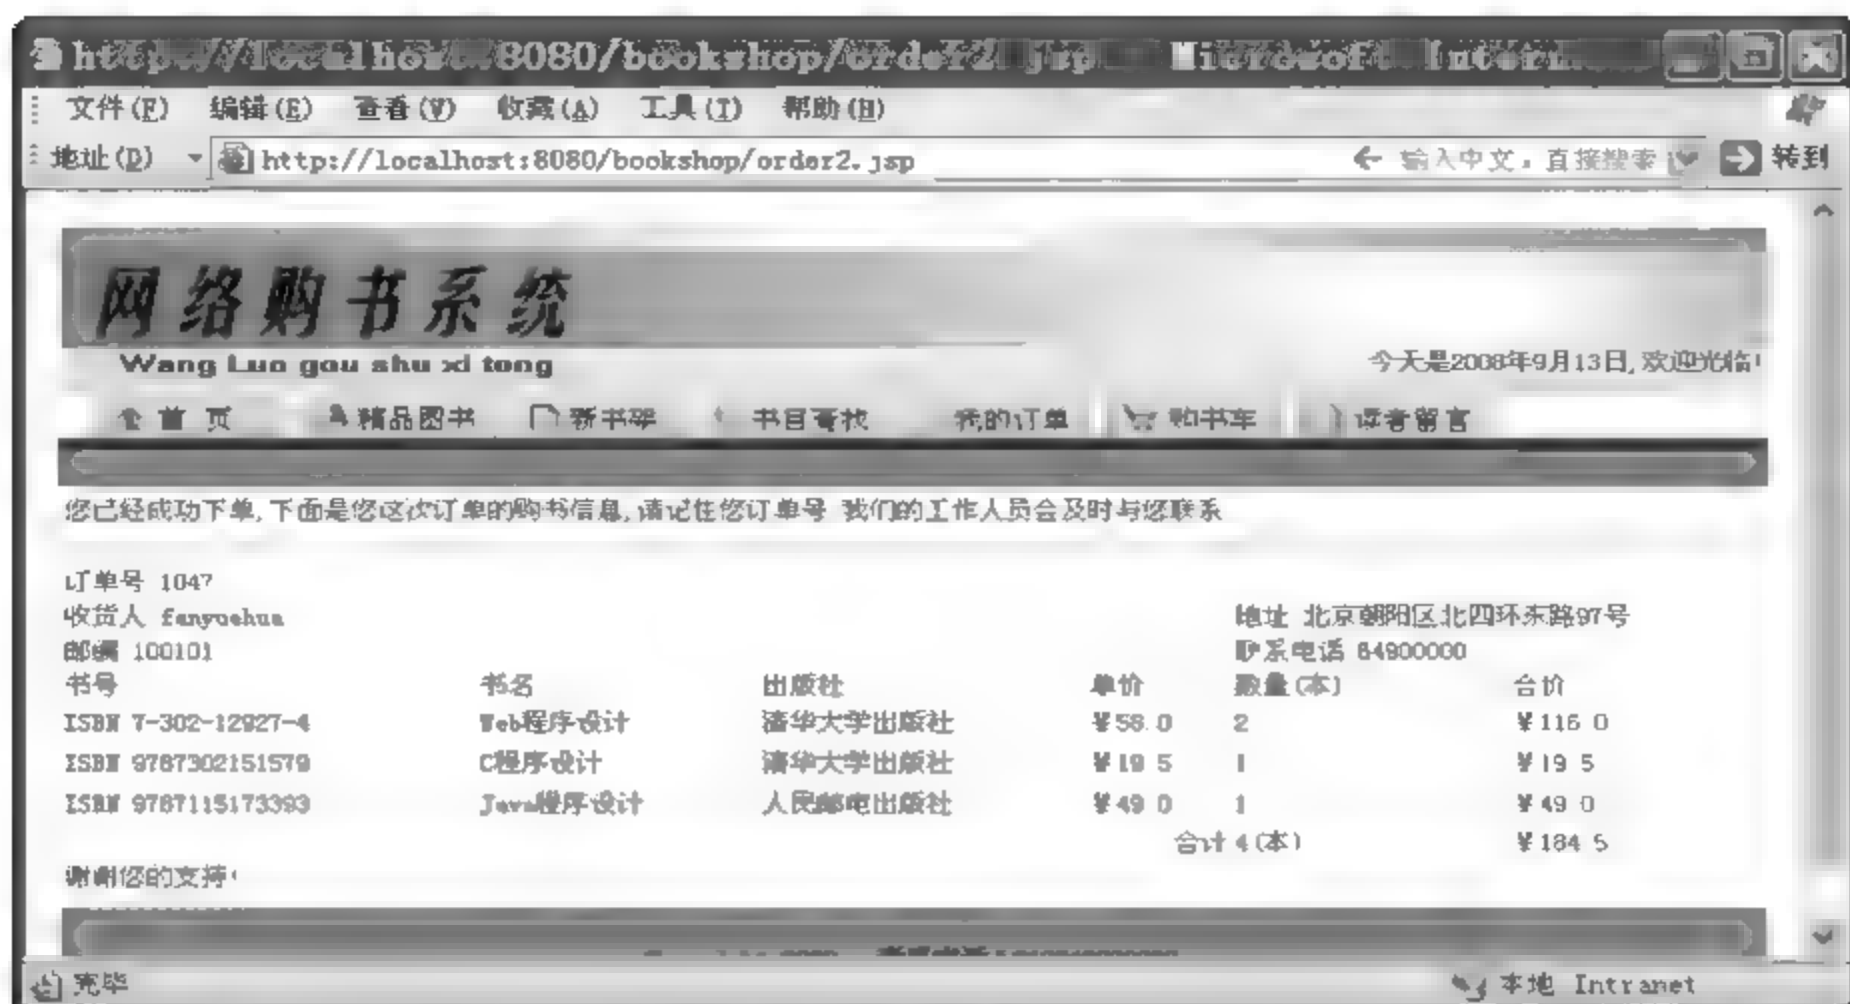 http://localhost:8080/bookshop/order2.jsp - Microsoft Intern
文件(F) 编辑(E) 查看(V) 收藏(A) 工具(T) 帮助(H)
地址(D) http://localhost:8080/bookshop/order2.jsp 输入中文，直接搜索 转到
网络购书系统
Wang Luo gou shu xi tong
今天是2008年9月13日,欢迎光临!
首 页 精品图书 新书架 书目查找 我的订单 购书车 读者留言
您已经成功下单,下面是您这次订单的购书信息,请记住您订单号 我们的工作人员会及时与您联系
订单号 1047
收货人 fanyuehua 地址 北京朝阳区北四环东路97号
邮编 100101 联系电话 64900000
书号 书名 出版社 单价 数量(本) 合价
ISBN 7-302-12927-4 Web程序设计 清华大学出版社 ¥58.0 2 ¥116.0
ISBN 9787302151579 C程序设计 清华大学出版社 ¥19.5 1 ¥19.5
ISBN 9787115173393 Java程序设计 人民邮电出版社 ¥49.0 1 ¥49.0
合计 4(本) ¥184.5
谢谢您的支持!
完毕 本地 Intranet